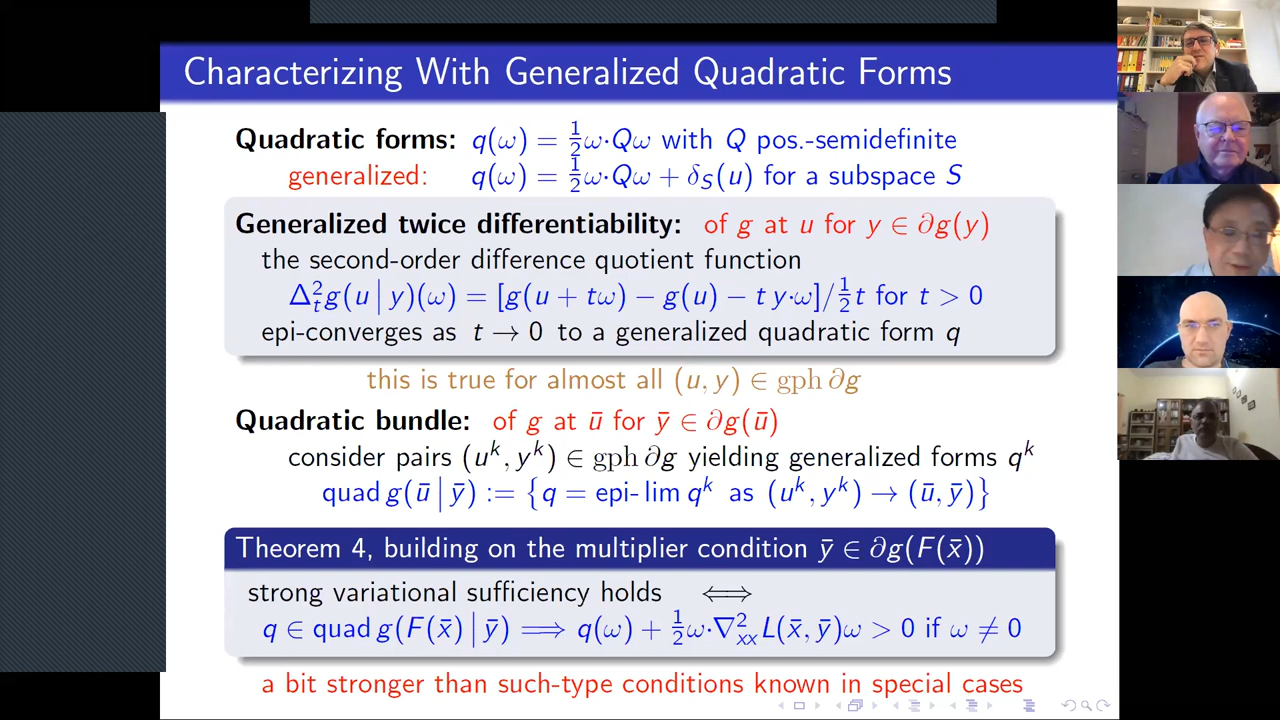 Characterizing With Generalized Quadratic Forms
Quadratic forms: q(ω) = ½ω·Qω with Q pos.-semidefinite
generalized: q(ω) = ½ω·Qω + δ_S(u) for a subspace S
Generalized twice differentiability: of g at u for y ∈ ∂g(y)
the second-order difference quotient function
Δ²_t g(u | y)(ω) = [g(u + tω) − g(u) − t y·ω]/½t for t > 0
epi-converges as t → 0 to a generalized quadratic form q
this is true for almost all (u, y) ∈ gph ∂g
Quadratic bundle: of g at ū for ȳ ∈ ∂g(ū)
consider pairs (u^k, y^k) ∈ gph ∂g yielding generalized forms q^k
quad g(ū | ȳ) := {q = epi-lim q^k as (u^k, y^k) → (ū, ȳ)}
Theorem 4, building on the multiplier condition ȳ ∈ ∂g(F(x̄))
strong variational sufficiency holds ⟺
q ∈ quad g(F(x̄) | ȳ) ⟹ q(ω) + ½ω·∇²_xx L(x̄, ȳ)ω > 0 if ω ≠ 0
a bit stronger than such-type conditions known in special cases